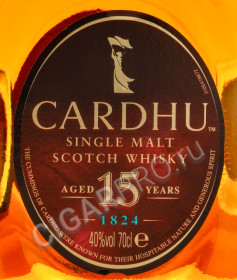 CARDHU™
SINGLE MALT
SCOTCH WHISKY
AGED 15 YEARS
1824
40%vol 70cl e
THE CUMMINGS OF CARDHU WERE KNOWN FOR THEIR HOSPITABLE NATURE AND GENEROUS SPIRIT